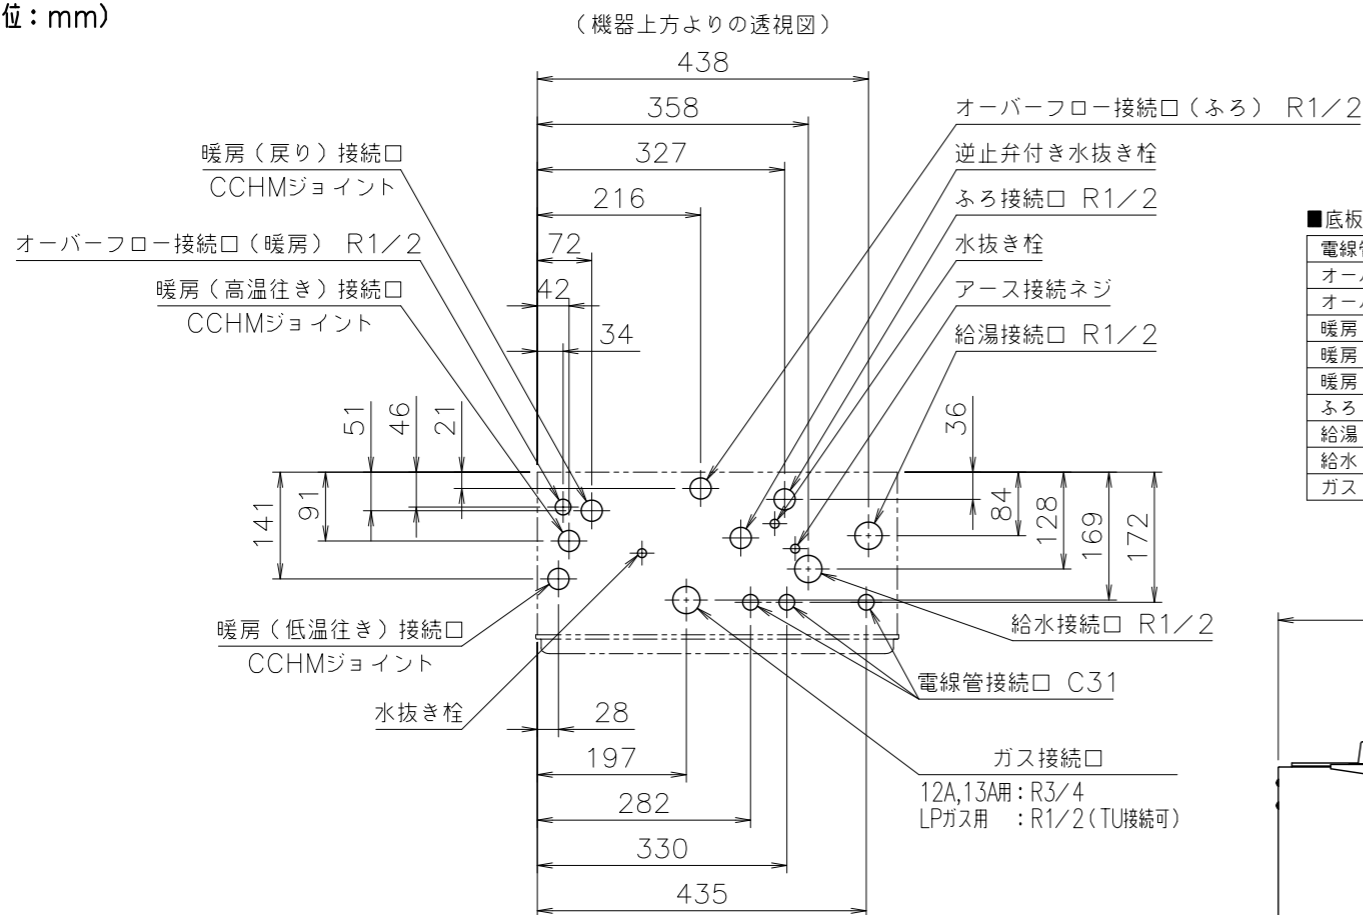 位：mm）
（機器上方よりの透視図）
438
358
327
216
72
42
34
オーバーフロー接続口（ふろ） R1／2
逆止弁付き水抜き栓
ふろ接続口 R1／2
水抜き栓
アース接続ネジ
給湯接続口 R1／2
暖房（戻り）接続口
CCHMジョイント
オーバーフロー接続口（暖房） R1／2
暖房（高温往き）接続口
CCHMジョイント
■底板
電線管
オーバ
オーバ
暖房
暖房
暖房
ふろ
給湯
給水
ガス
51
46
21
36
141
91
84
128
169
172
暖房（低温往き）接続口
CCHMジョイント
給水接続口 R1／2
電線管接続口 C31
水抜き栓
28
197
282
330
435
ガス接続口
12A,13A用：R3／4
LPガス用　：R1／2（TU接続可）